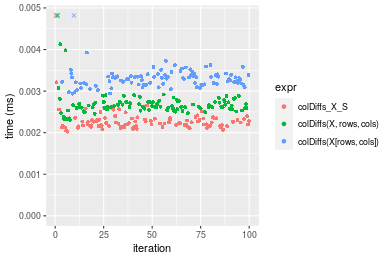 0.005
0.004
0.003
0.002
0.001
0.000
time (ms)
0
25
50
75
100
iteration
expr
colDiffs_X_S
colDiffs(X, rows, cols)
colDiffs(X[rows, cols])